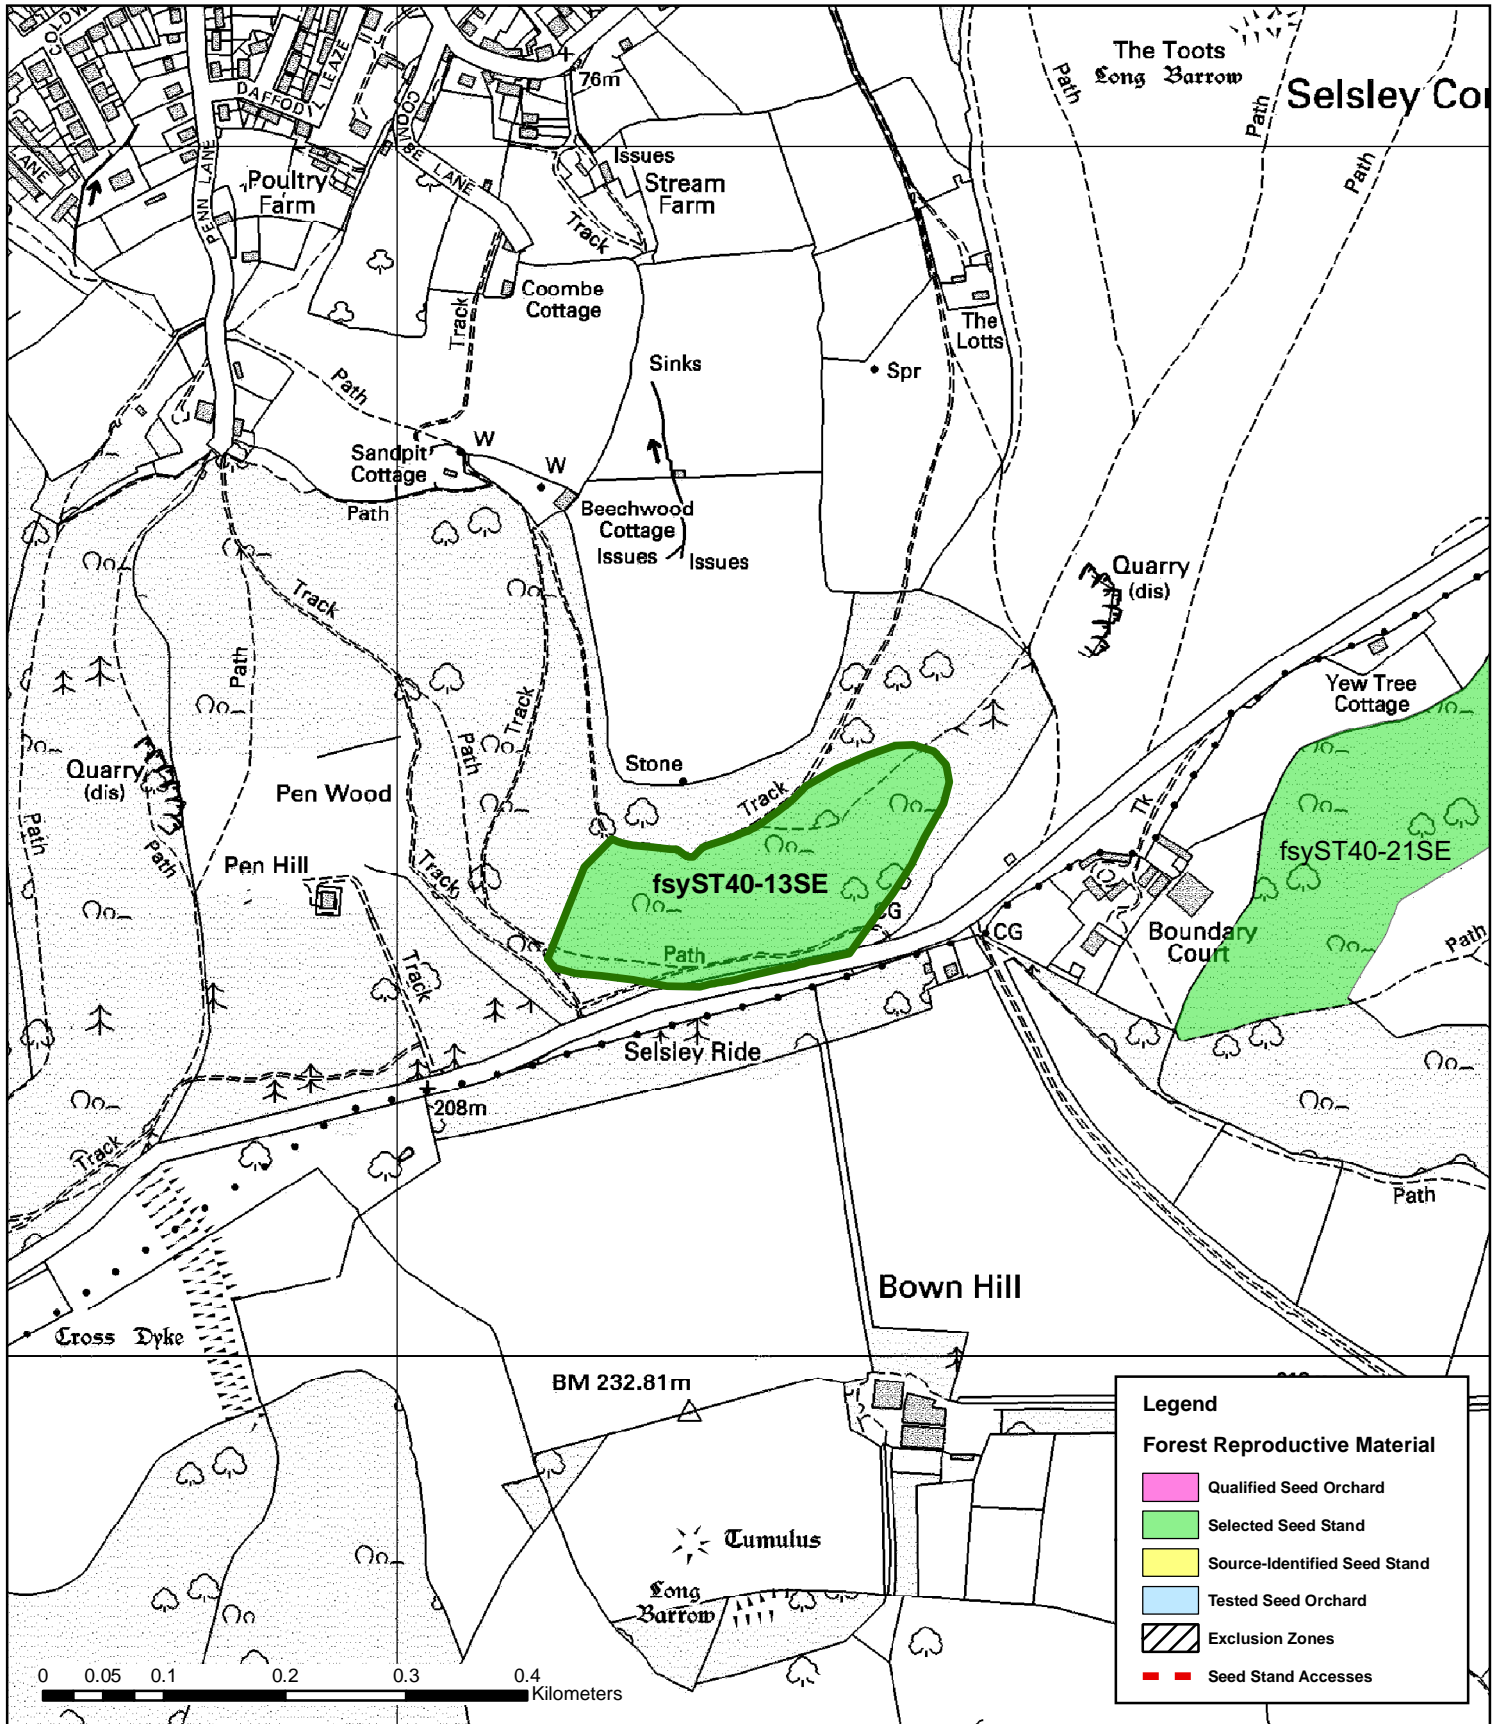 COLDW
LEAZE
DAFFODI
COOMBE LANE
LANE
PENN LANE
76m
The Toots
Long Barrow
Selsley Co
Path
Path
Path
Poultry
Farm
Issues
Stream
Farm
Track
Coombe
Cottage
Track
The
Lotts
Sinks
Spr
Path
Sandpit
Cottage
W
W
Path
Beechwood
Cottage
Issues
Issues
Quarry
(dis)
Track
Path
Track
Path
Yew Tree
Cottage
Stone
Quarry
(dis)
Pen Wood
Track
Tk
Path
Path
Pen Hill
Track
fsyST40-13SE
fsyST40-21SE
CG
CG
Boundary
Court
Path
Path
Track
Selsley Ride
208m
Track
Path
Bown Hill
Cross Dyke
BM 232.81m
Tumulus
Long
Barrow
Legend
Forest Reproductive Material
Qualified Seed Orchard
Selected Seed Stand
Source-Identified Seed Stand
Tested Seed Orchard
Exclusion Zones
Seed Stand Accesses
0 0.05 0.1 0.2 0.3 0.4
Kilometers